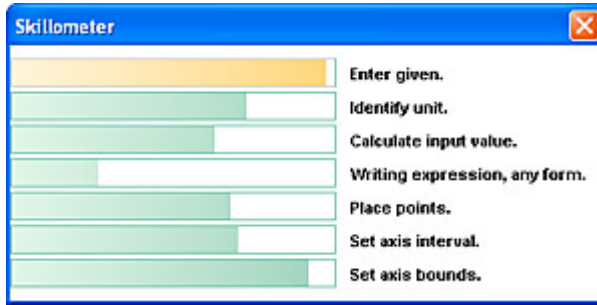 Skillometer
Enter given.
Identify unit.
Calculate input value.
Writing expression, any form.
Place points.
Set axis interval.
Set axis bounds.